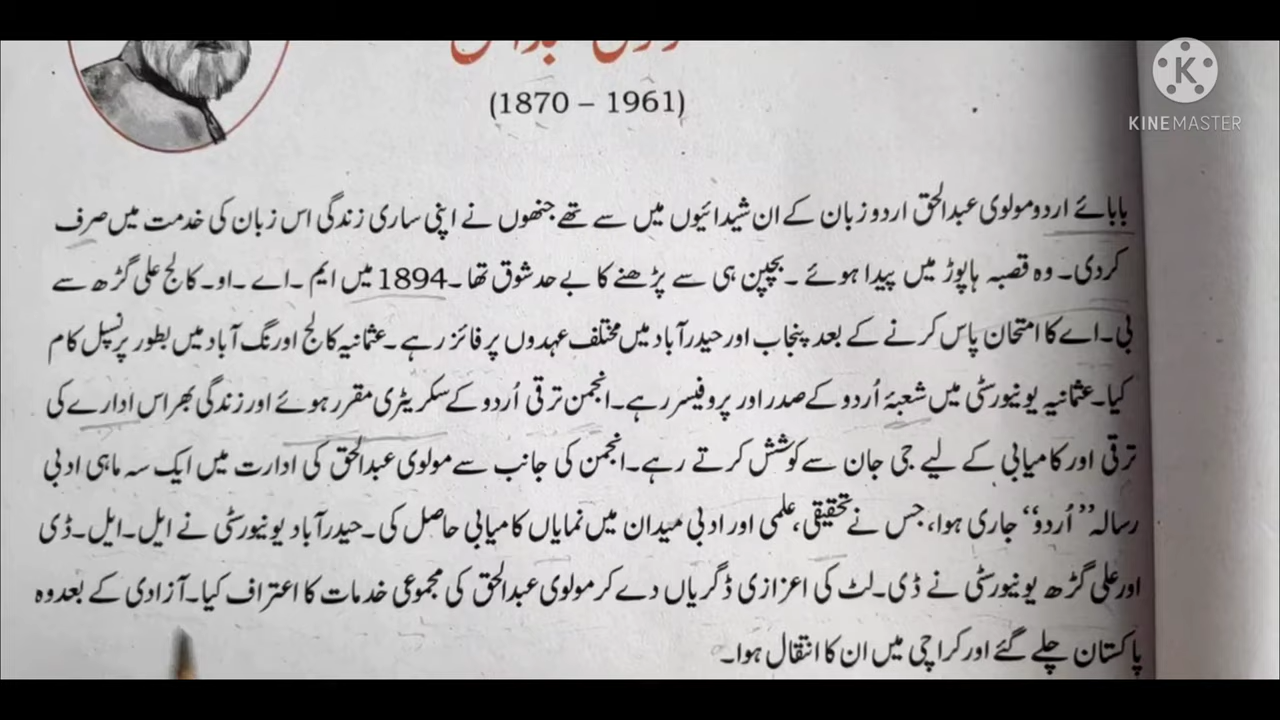 (1870 – 1961)
KINEMASTER
بابائے اردو مولوی عبدالحق اردو زبان کے ان شیدائیوں میں سے تھے جنھوں نے اپنی ساری زندگی اس زبان کی خدمت میں صرف
کردی۔ وہ قصبہ ہاپوڑ میں پیدا ہوئے۔ بچپن ہی سے پڑھنے کا بے حد شوق تھا۔ 1894 میں ایم۔اے۔او۔کالج علی گڑھ سے
بی۔اے کا امتحان پاس کرنے کے بعد پنجاب اور حیدرآباد میں مختلف عہدوں پر فائز رہے۔ عثمانیہ کالج اورنگ آباد میں بطور پرنسپل کام
کیا۔ عثمانیہ یونیورسٹی میں شعبۂ اُردو کے صدر اور پروفیسر رہے۔ انجمن ترقی اُردو کے سکریٹری مقرر ہوئے اور زندگی بھر اس ادارے کی
ترقی اور کامیابی کے لیے جی جان سے کوشش کرتے رہے۔ انجمن کی جانب سے مولوی عبدالحق کی ادارت میں ایک سہ ماہی ادبی
رسالہ ”اُردو“ جاری ہوا، جس نے تحقیقی، علمی اور ادبی میدان میں نمایاں کامیابی حاصل کی۔ حیدرآباد یونیورسٹی نے ایل۔ایل۔ڈی
اور علی گڑھ یونیورسٹی نے ڈی۔لٹ کی اعزازی ڈگریاں دے کر مولوی عبدالحق کی مجموعی خدمات کا اعتراف کیا۔ آزادی کے بعد وہ
پاکستان چلے گئے اور کراچی میں ان کا انتقال ہوا۔